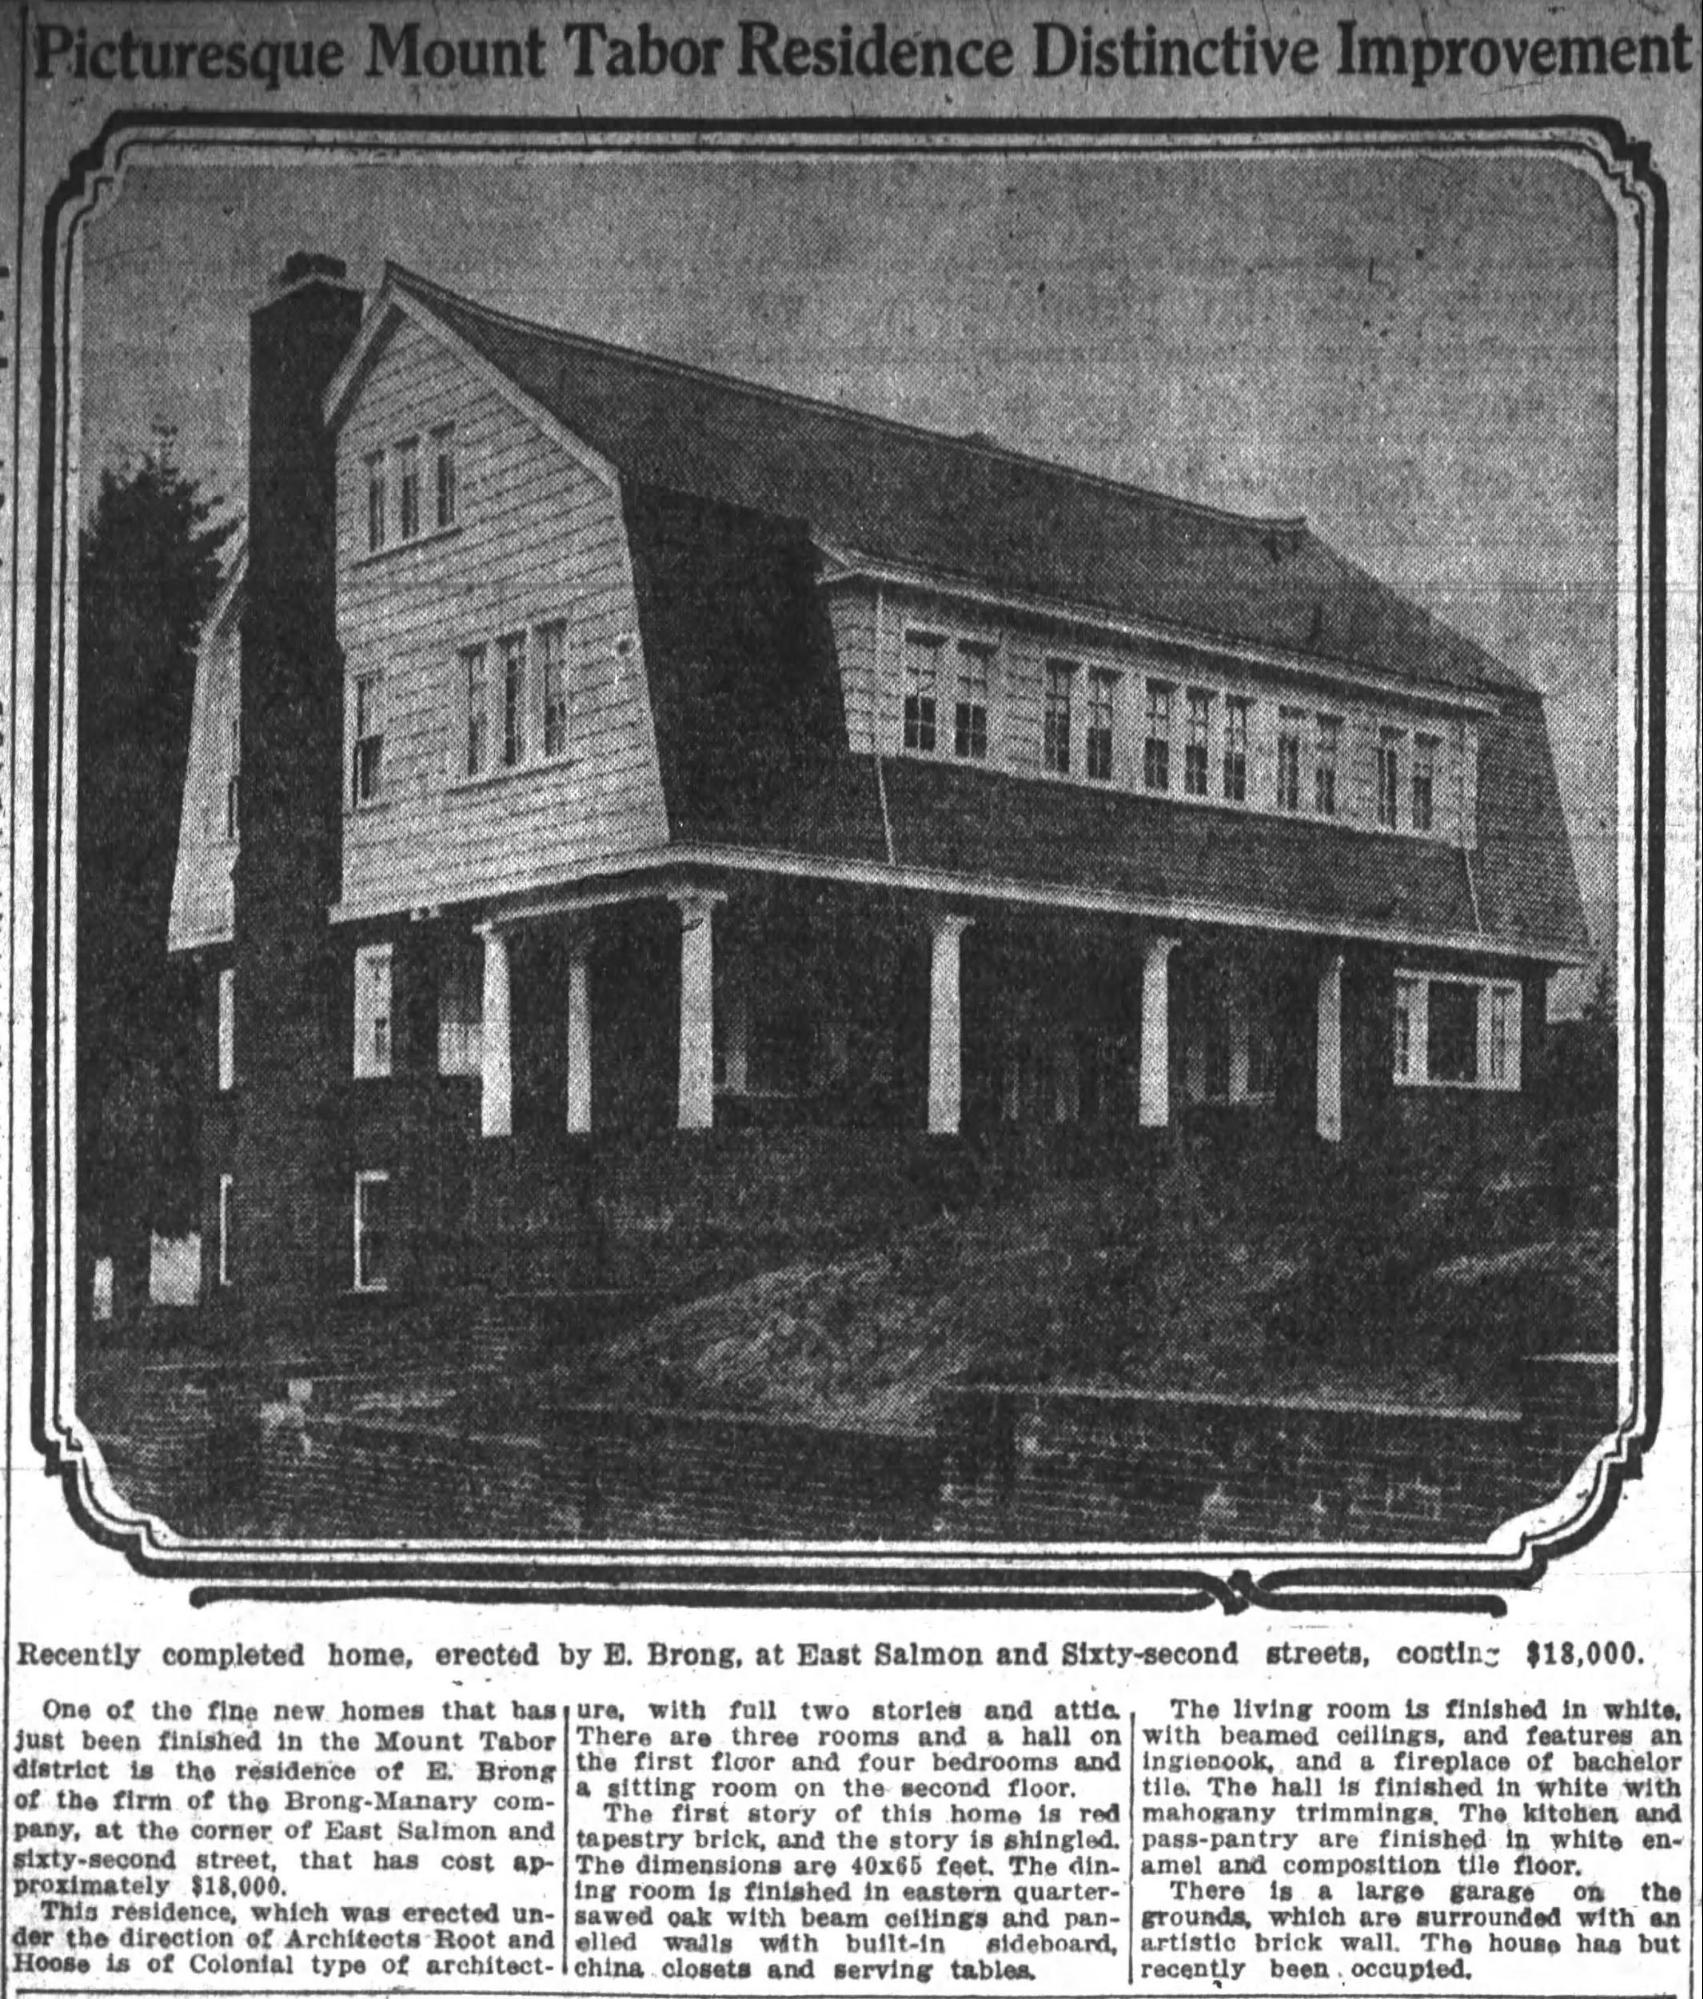 Picturesque Mount Tabor Residence Distinctive Improvement
Recently completed home, erected by E. Brong, at East Salmon and Sixty-second streets, costing $18,000.
One of the fine new homes that has
just been finished in the Mount Tabor
district is the residence of E. Brong
of the firm of the Brong-Manary com-
pany, at the corner of East Salmon and
sixty-second street, that has cost ap-
proximately $18,000.
This residence, which was erected un-
der the direction of Architects Root and
Hoose is of Colonial type of architect-
ure, with full two stories and attic.
There are three rooms and a hall on
the first floor and four bedrooms and
a sitting room on the second floor.
The first story of this home is red
tapestry brick, and the story is shingled.
The dimensions are 40x65 feet. The din-
ing room is finished in eastern quarter-
sawed oak with beam ceilings and pan-
elled walls with built-in sideboard,
china closets and serving tables.
The living room is finished in white,
with beamed ceilings, and features an
inglenook, and a fireplace of bachelor
tile. The hall is finished in white with
mahogany trimmings. The kitchen and
pass-pantry are finished in white en-
amel and composition tile floor.
There is a large garage on the
grounds, which are surrounded with an
artistic brick wall. The house has but
recently been occupied.